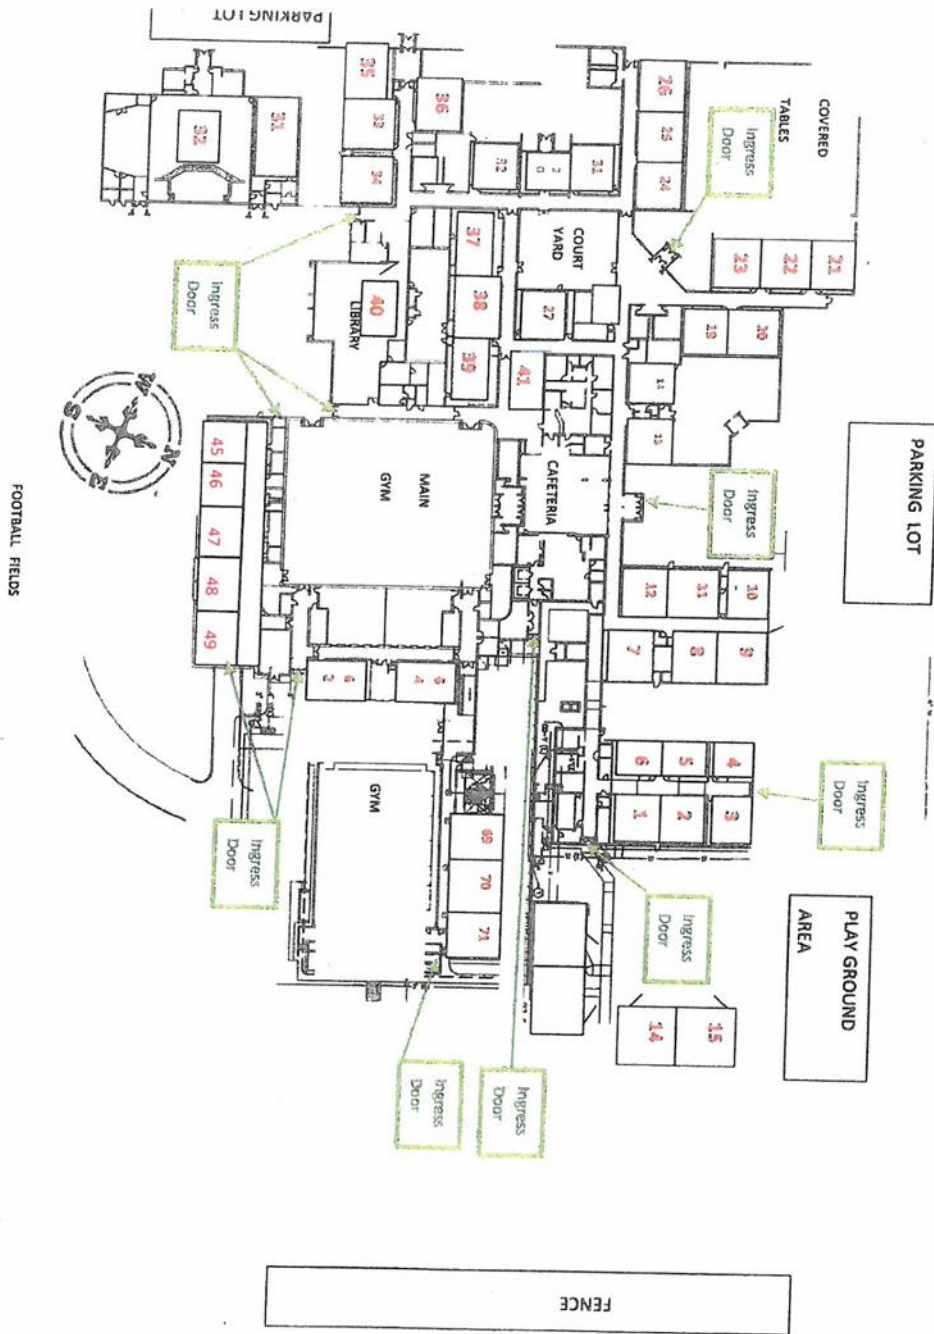 PARKING LOT
35
36
26
COVERED
TABLES
31
32
33
25
Ingress
Door
34
32
31
24
37
COURT
YARD
23
22
21
Ingress
Door
40
LIBRARY
38
27
19
20
39
41
W
N
S
45
46
47
48
49
MAIN
GYM
CAFETERIA
13
Ingress
Door
PARKING LOT
FOOTBALL FIELDS
12
11
10
7
8
9
6
5
4
1
2
3
Ingress
Door
GYM
69
70
71
Ingress
Door
Ingress
Door
PLAY GROUND
AREA
14
15
Ingress
Door
Ingress
Door
FENCE